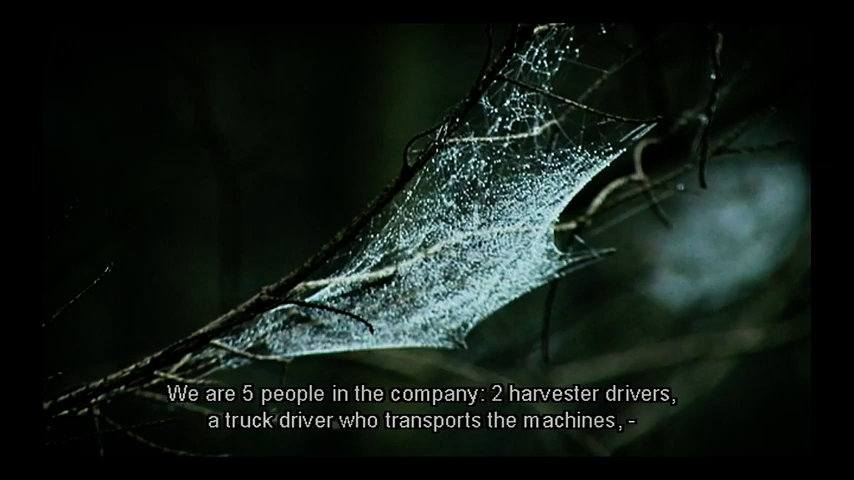 We are 5 people in the company: 2 harvester drivers,
a truck driver who transports the machines, -